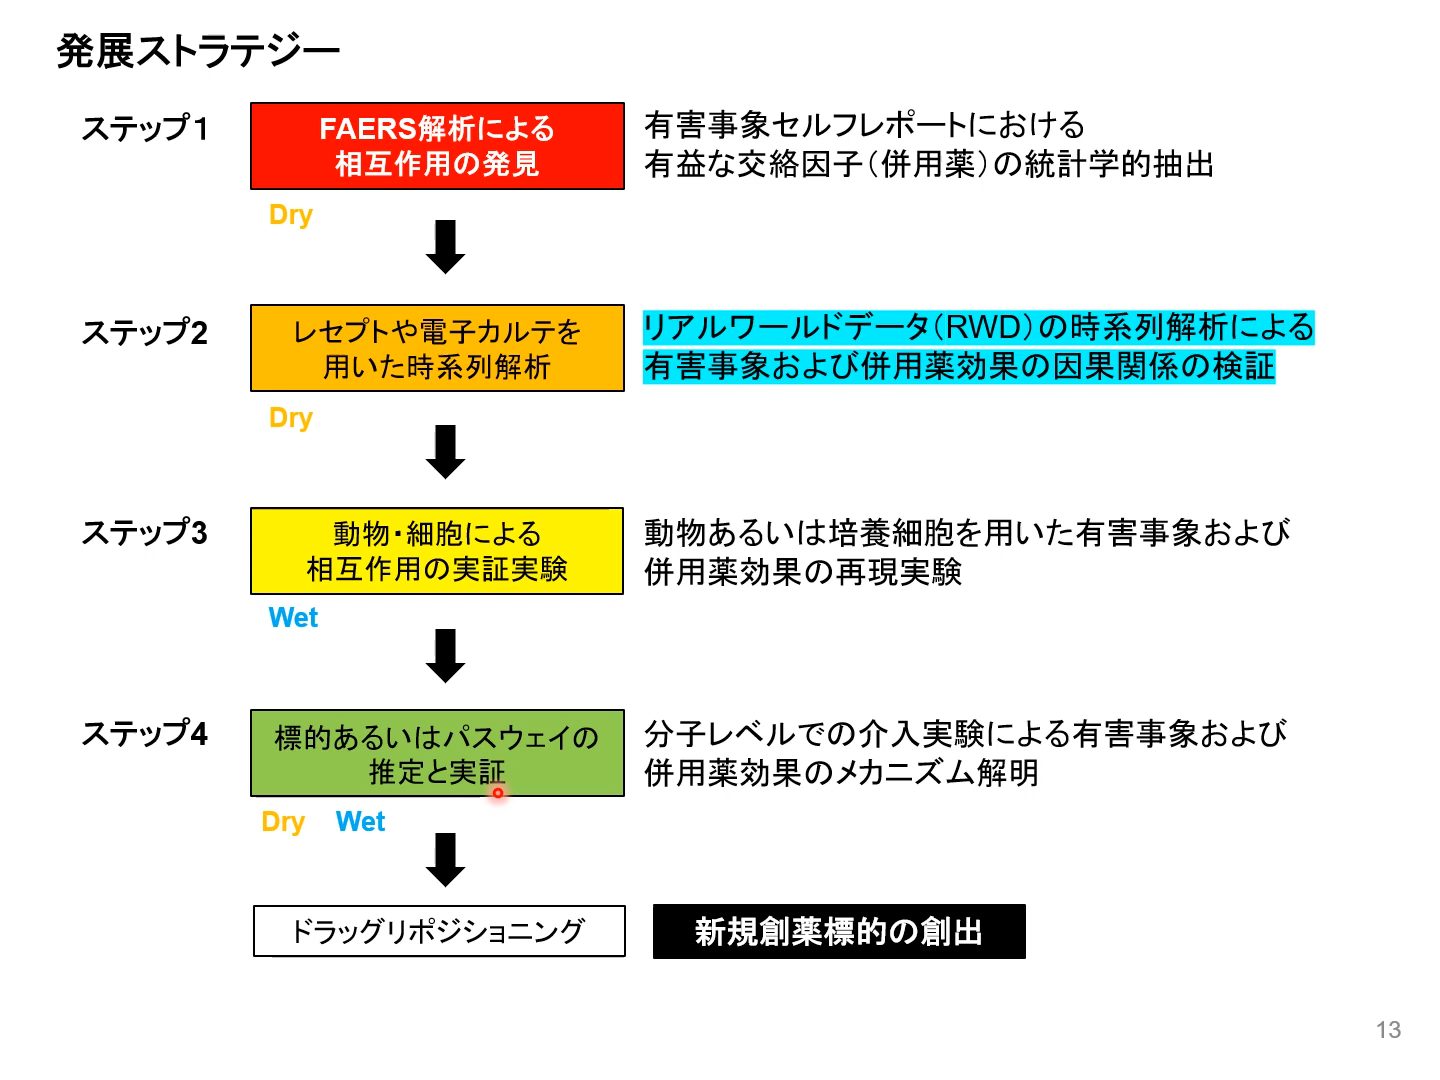 発展ストラテジー
ステップ１
FAERS解析による
相互作用の発見
有害事象セルフレポートにおける
有益な交絡因子（併用薬）の統計学的抽出
Dry
ステップ2
レセプトや電子カルテを
用いた時系列解析
リアルワールドデータ（RWD）の時系列解析による
有害事象および併用薬効果の因果関係の検証
Dry
ステップ3
動物・細胞による
相互作用の実証実験
動物あるいは培養細胞を用いた有害事象および
併用薬効果の再現実験
Wet
ステップ4
標的あるいはパスウェイの
推定と実証
分子レベルでの介入実験による有害事象および
併用薬効果のメカニズム解明
Dry Wet
ドラッグリポジショニング
新規創薬標的の創出
13